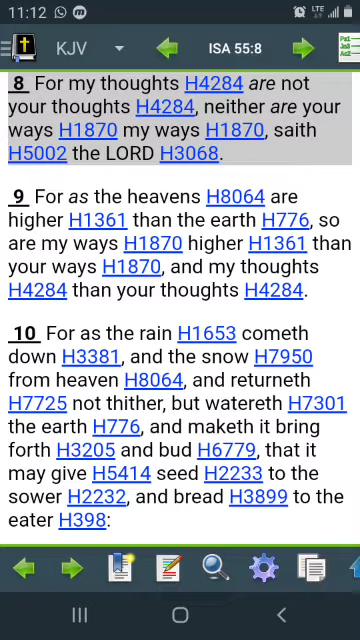 11:12 LTE
KJV ISA 55:8
8 For my thoughts H4284 are not
your thoughts H4284, neither are your
ways H1870 my ways H1870, saith
H5002 the LORD H3068.
9 For as the heavens H8064 are
higher H1361 than the earth H776, so
are my ways H1870 higher H1361 than
your ways H1870, and my thoughts
H4284 than your thoughts H4284.
10 For as the rain H1653 cometh
down H3381, and the snow H7950
from heaven H8064, and returneth
H7725 not thither, but watereth H7301
the earth H776, and maketh it bring
forth H3205 and bud H6779, that it
may give H5414 seed H2233 to the
sower H2232, and bread H3899 to the
eater H398: